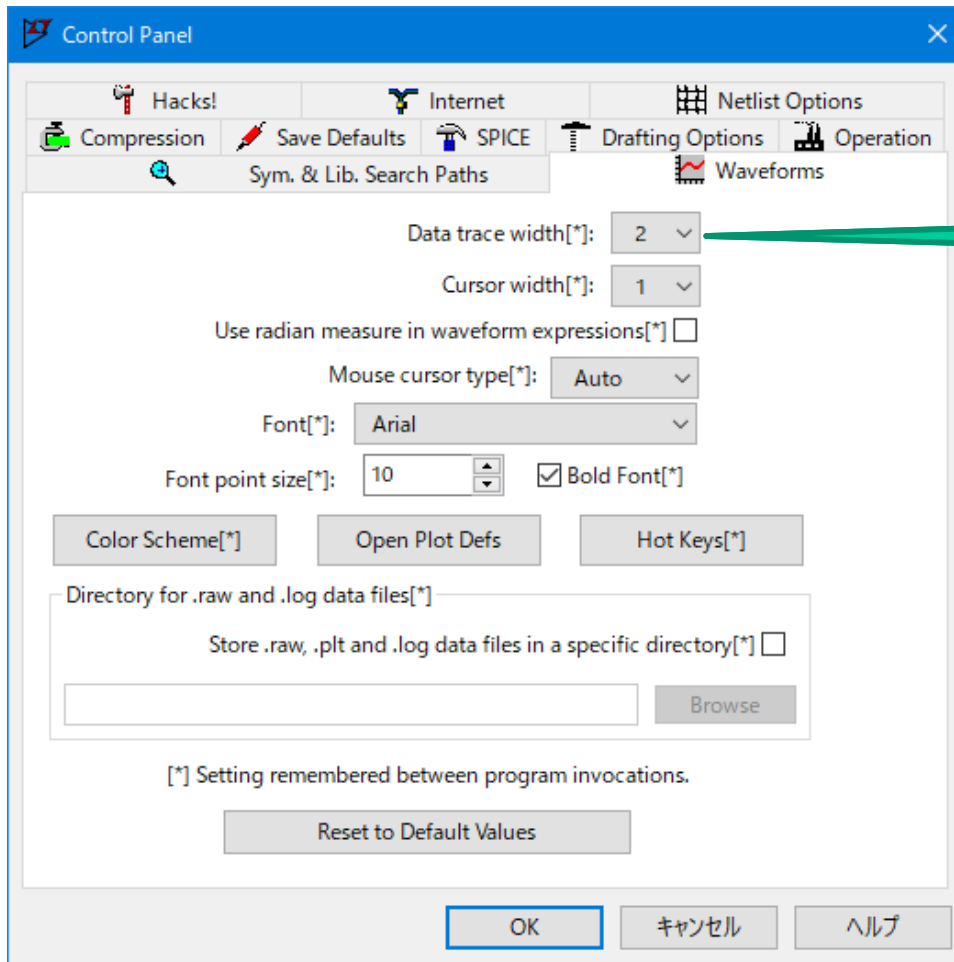 Control Panel
Hacks! Internet Netlist Options
Compression Save Defaults SPICE Drafting Options Operation
Sym. & Lib. Search Paths Waveforms
Data trace width[*]: 2
Cursor width[*]: 1
Use radian measure in waveform expressions[*]
Mouse cursor type[*]: Auto
Font[*]: Arial
Font point size[*]: 10 Bold Font[*]
Color Scheme[*] Open Plot Defs Hot Keys[*]
Directory for .raw and .log data files[*]
Store .raw, .plt and .log data files in a specific directory[*]
Browse
[*] Setting remembered between program invocations.
Reset to Default Values
OK キャンセル ヘルプ